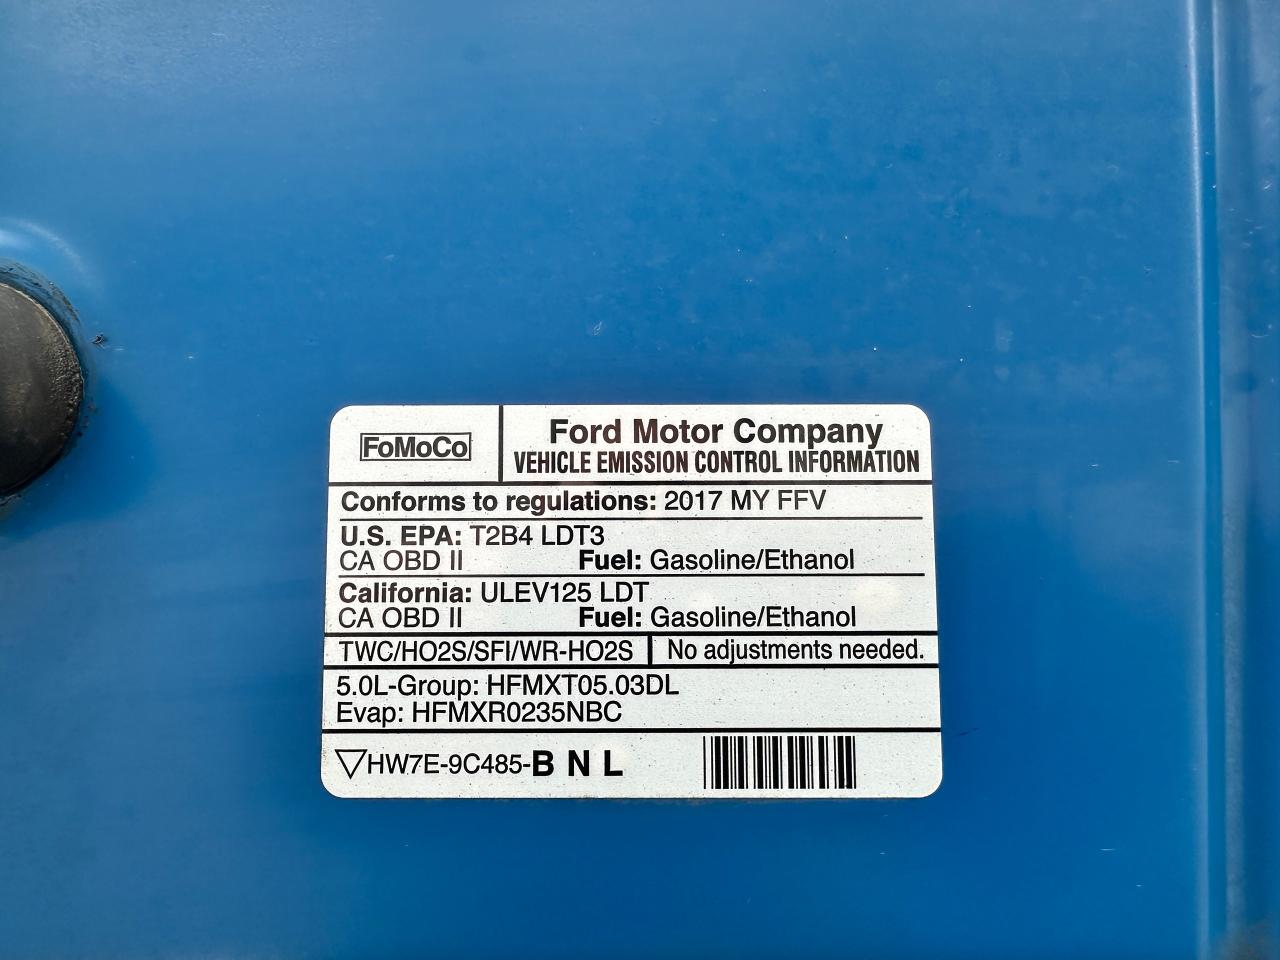 FoMoCo
Ford Motor Company
VEHICLE EMISSION CONTROL INFORMATION
Conforms to regulations: 2017 MY FFV
U.S. EPA: T2B4 LDT3
CA OBD II Fuel: Gasoline/Ethanol
California: ULEV125 LDT
CA OBD II Fuel: Gasoline/Ethanol
TWC/HO2S/SFI/WR-HO2S No adjustments needed.
5.0L-Group: HFMXT05.03DL
Evap: HFMXR0235NBC
HW7E-9C485-B N L